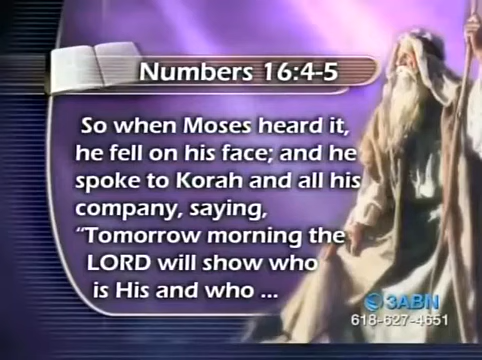 Numbers 16:4-5
So when Moses heard it,
he fell on his face; and he
spoke to Korah and all his
company, saying,
“Tomorrow morning the
LORD will show who
is His and who ...
3ABN
618-627-4651